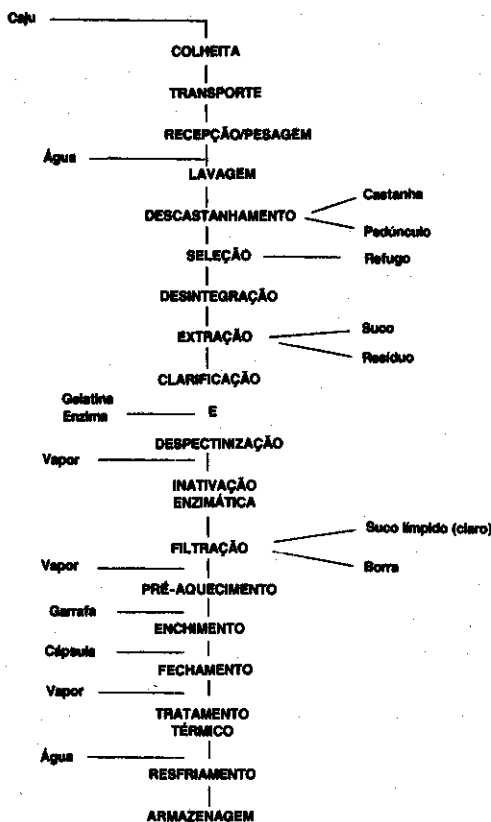 Caju
COLHEITA
TRANSPORTE
RECEPÇÃO/PESAGEM
Água
LAVAGEM
Castanha
DESCASTANHAMENTO
Pedúnculo
SELEÇÃO
Refugo
DESINTEGRAÇÃO
Suco
EXTRAÇÃO
Resíduo
CLARIFICAÇÃO
Gelatina
Enzima
E
DESPECTINIZAÇÃO
Vapor
INATIVAÇÃO
ENZIMÁTICA
Suco límpido (claro)
FILTRAÇÃO
Borra
Vapor
PRÉ-AQUECIMENTO
Garrafa
ENCHIMENTO
Cápsula
FECHAMENTO
Vapor
TRATAMENTO
TÉRMICO
Água
RESFRIAMENTO
ARMAZENAGEM